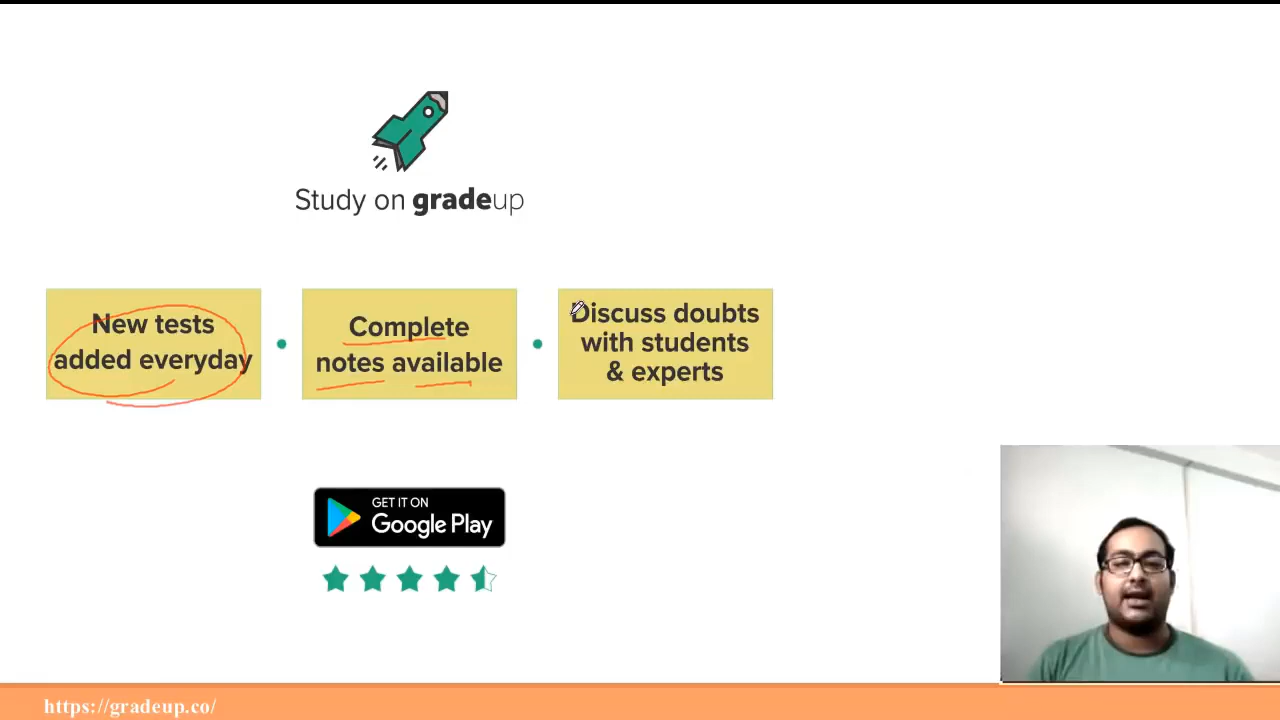 Study on gradeup
New tests
added everyday
Complete
notes available
Discuss doubts
with students
& experts
GET IT ON
Google Play
https://gradeup.co/